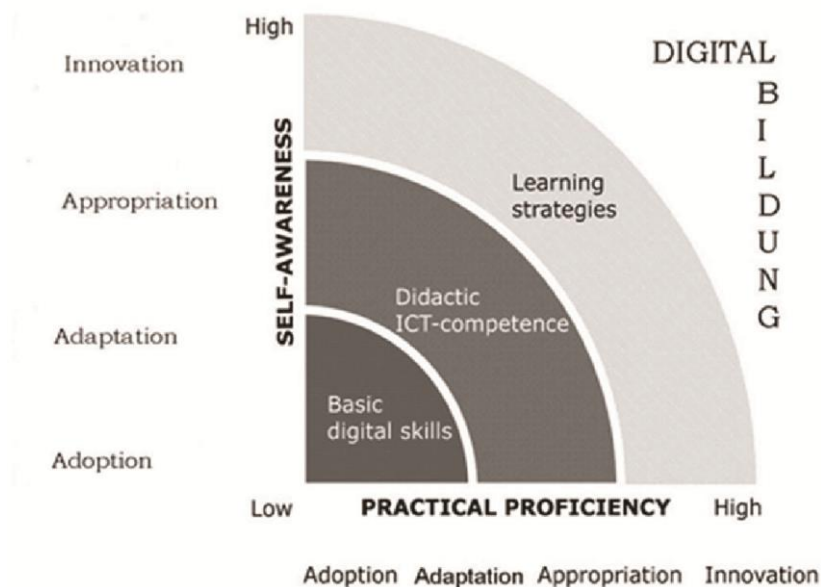 High
Innovation
DIGITAL
BILDUNG
SELF-AWARENESS
Learning
strategies
Appropriation
Didactic
ICT-competence
Adaptation
Basic
digital skills
Adoption
Low PRACTICAL PROFICIENCY High
Adoption Adaptation Appropriation Innovation